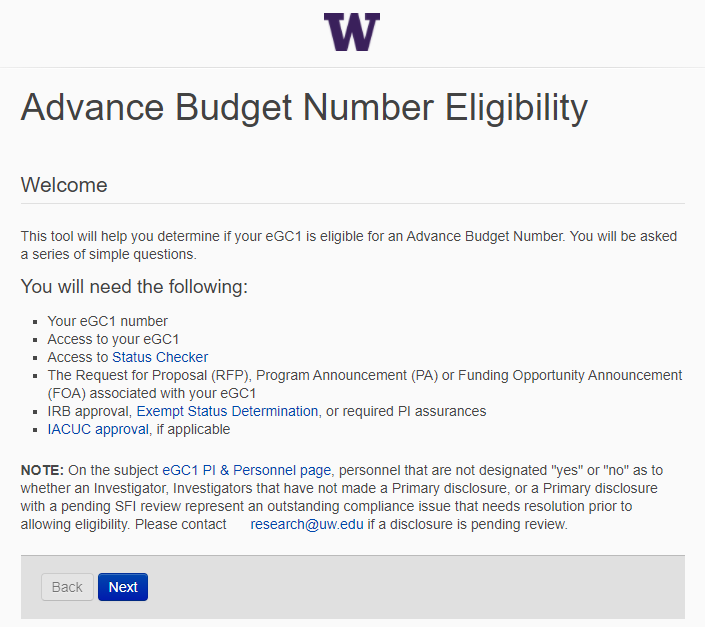 W
Advance Budget Number Eligibility
Welcome
This tool will help you determine if your eGC1 is eligible for an Advance Budget Number. You will be asked
a series of simple questions.
You will need the following:
Your eGC1 number
Access to your eGC1
Access to Status Checker
The Request for Proposal (RFP), Program Announcement (PA) or Funding Opportunity Announcement
(FOA) associated with your eGC1
IRB approval, Exempt Status Determination, or required PI assurances
IACUC approval, if applicable
NOTE: On the subject eGC1 PI & Personnel page, personnel that are not designated "yes" or "no" as to
whether an Investigator, Investigators that have not made a Primary disclosure, or a Primary disclosure
with a pending SFI review represent an outstanding compliance issue that needs resolution prior to
allowing eligibility. Please contact research@uw.edu if a disclosure is pending review.
Back Next